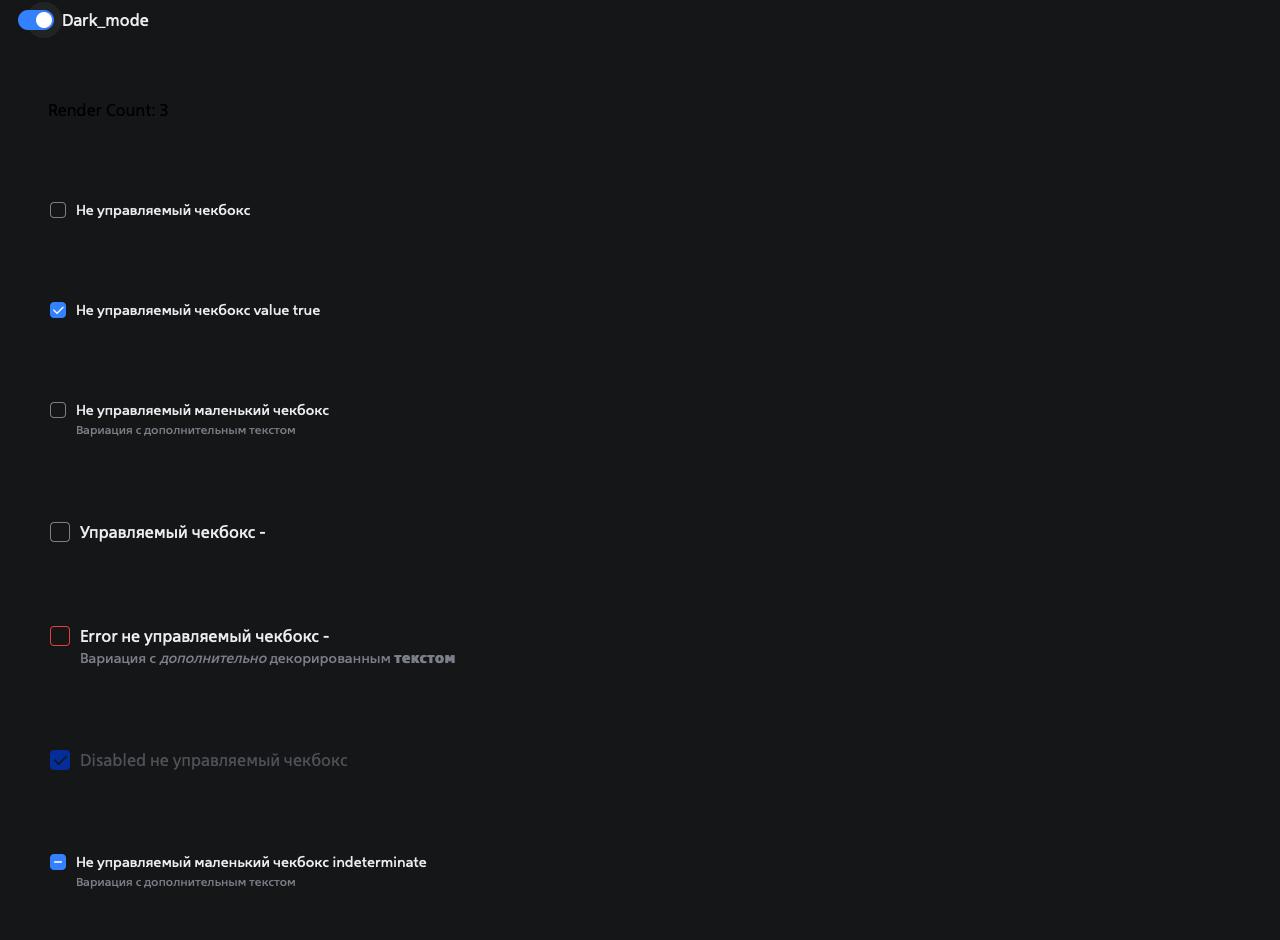 Dark_mode
Render Count: 3
Не управляемый чекбокс
Не управляемый чекбокс value true
Не управляемый маленький чекбокс
Вариация с дополнительным текстом
Управляемый чекбокс -
Error не управляемый чекбокс -
Вариация с дополнительно декорированным текстом
Disabled не управляемый чекбокс
Не управляемый маленький чекбокс indeterminate
Вариация с дополнительным текстом